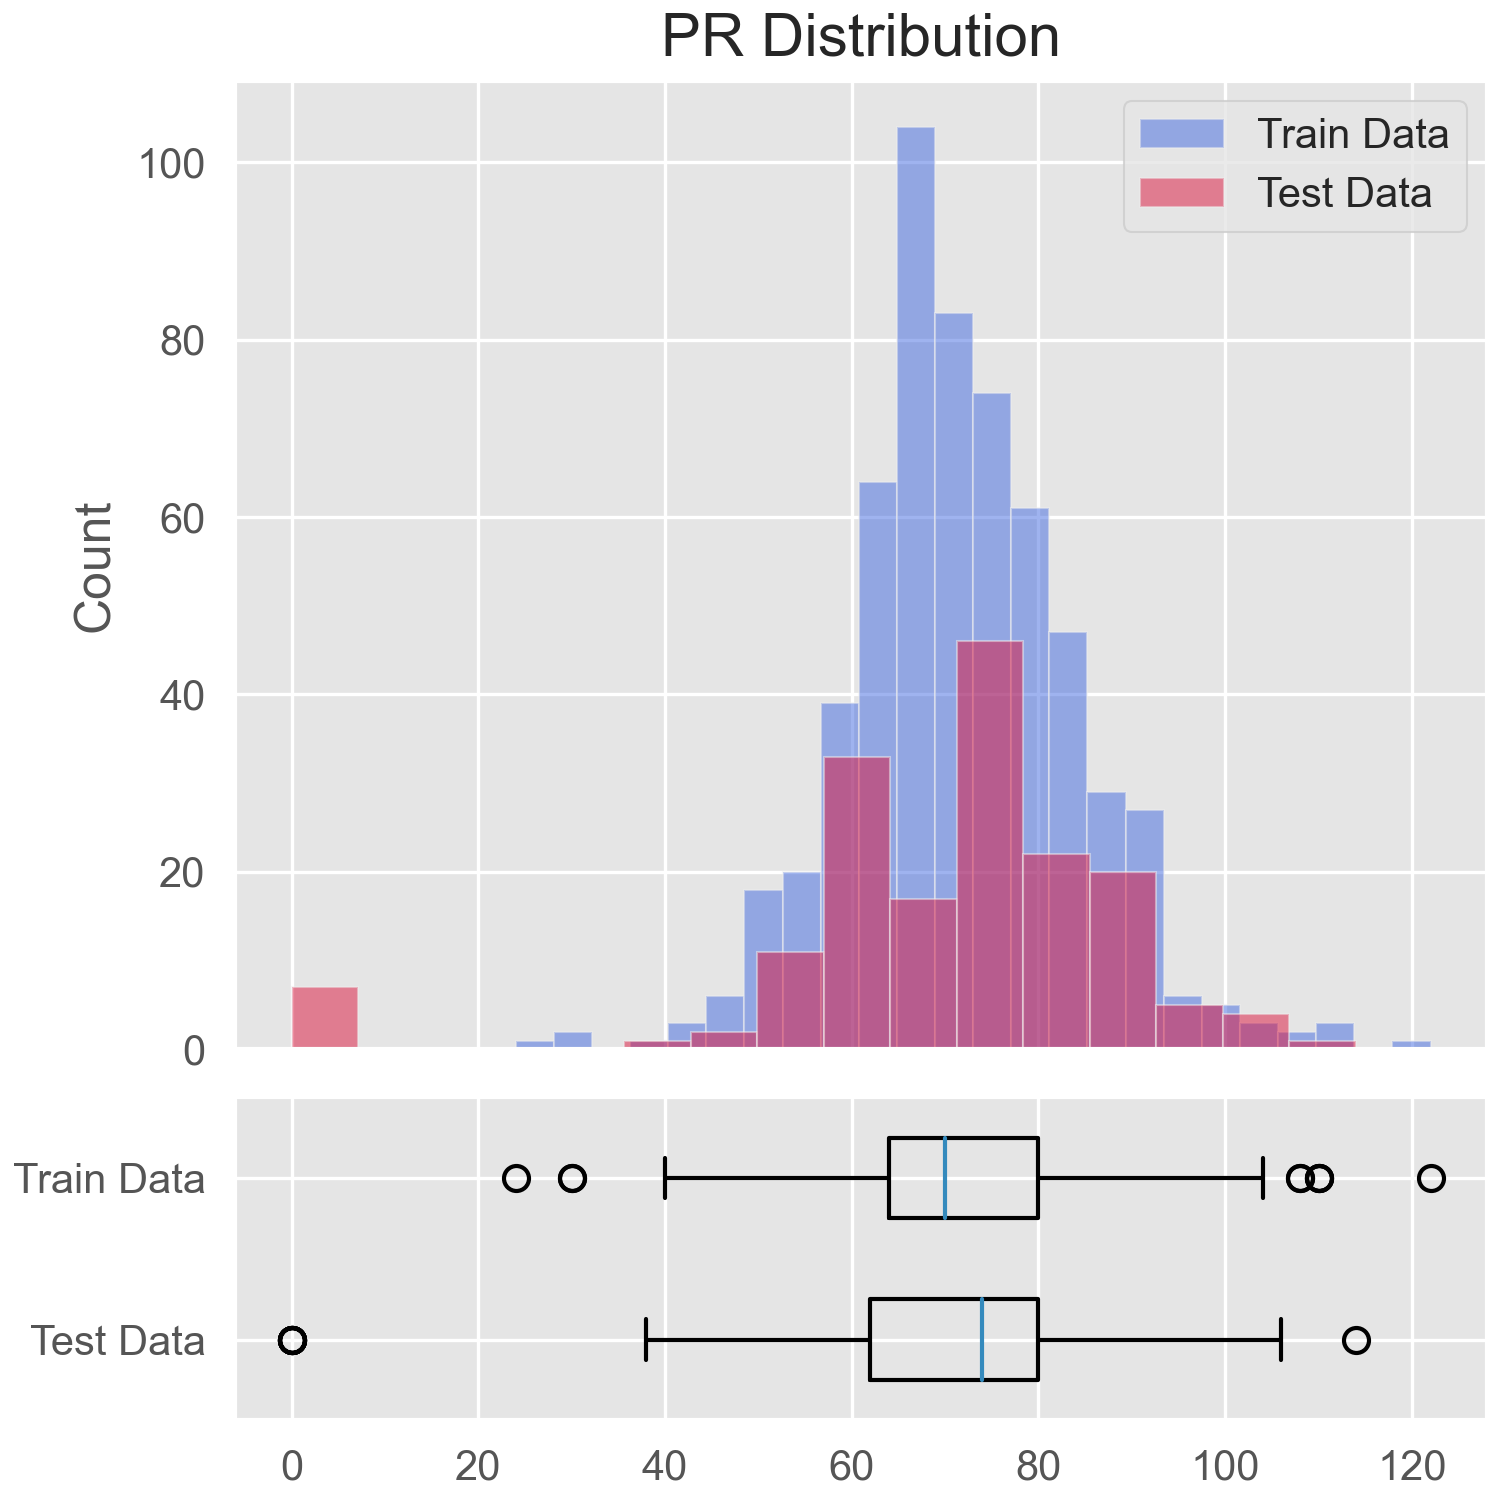 PR Distribution
Train Data
Test Data
Count
100
80
60
40
20
0
Train Data
Test Data
0 20 40 60 80 100 120